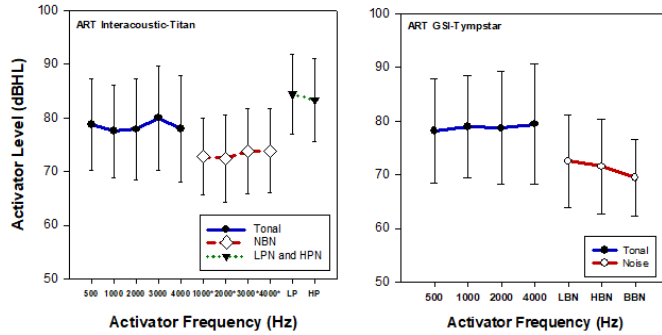 ART Interacoustic-Titan
Activator Level (dBHL)
100
90
80
70
60
50
Tonal
NBN
LPN and HPN
500 1000 2000 3000 4000 1000* 2000* 3000* 4000* LP HP
Activator Frequency (Hz)
ART GSI-Tympstar
100
90
80
70
60
50
Tonal
Noise
500 1000 2000 4000 LBN HBN BBN
Activator Frequency (Hz)